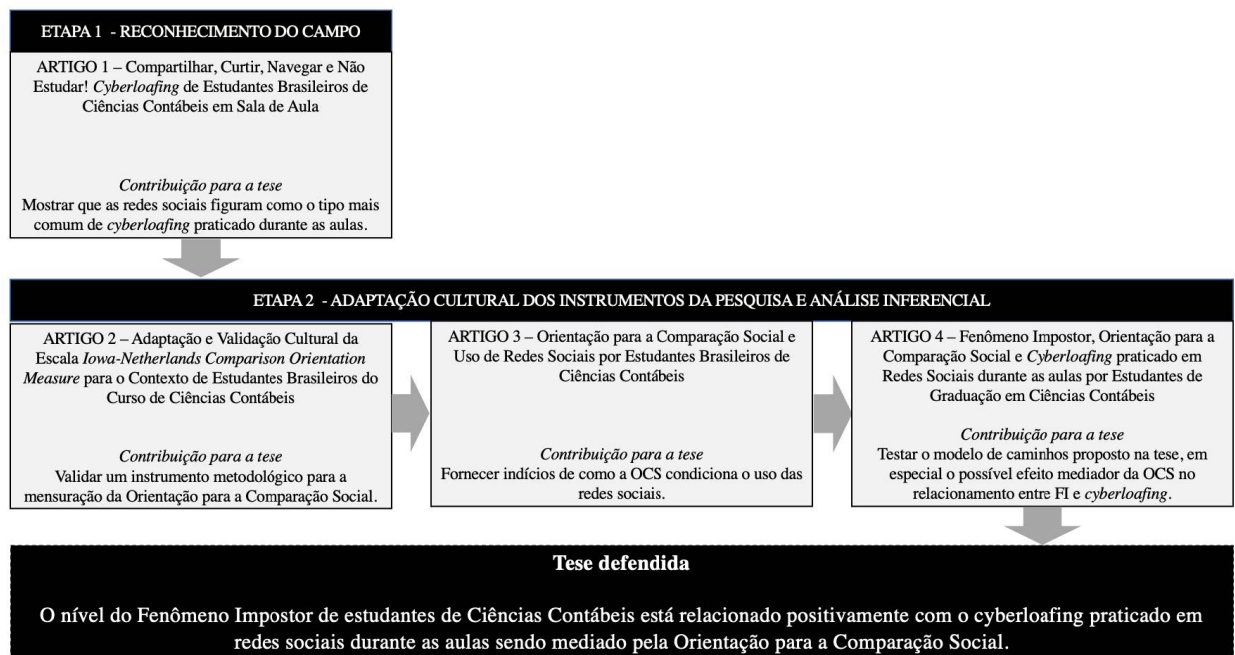 ETAPA 1 - RECONHECIMENTO DO CAMPO
ARTIGO 1 – Compartilhar, Curtir, Navegar e Não
Estudar! Cyberloafing de Estudantes Brasileiros de
Ciências Contábeis em Sala de Aula
Contribuição para a tese
Mostrar que as redes sociais figuram como o tipo mais
comum de cyberloafing praticado durante as aulas.
ETAPA 2 - ADAPTAÇÃO CULTURAL DOS INSTRUMENTOS DA PESQUISA E ANÁLISE INFERENCIAL
ARTIGO 2 – Adaptação e Validação Cultural da
Escala Iowa-Netherlands Comparison Orientation
Measure para o Contexto de Estudantes Brasileiros do
Curso de Ciências Contábeis
Contribuição para a tese
Validar um instrumento metodológico para a
mensuração da Orientação para a Comparação Social.
ARTIGO 3 – Orientação para a Comparação Social e
Uso de Redes Sociais por Estudantes Brasileiros de
Ciências Contábeis
Contribuição para a tese
Fornecer indícios de como a OCS condiciona o uso das
redes sociais.
ARTIGO 4 – Fenômeno Impostor, Orientação para a
Comparação Social e Cyberloafing praticado em
Redes Sociais durante as aulas por Estudantes de
Graduação em Ciências Contábeis
Contribuição para a tese
Testar o modelo de caminhos proposto na tese, em
especial o possível efeito mediador da OCS no
relacionamento entre FI e cyberloafing.
Tese defendida
O nível do Fenômeno Impostor de estudantes de Ciências Contábeis está relacionado positivamente com o cyberloafing praticado em
redes sociais durante as aulas sendo mediado pela Orientação para a Comparação Social.